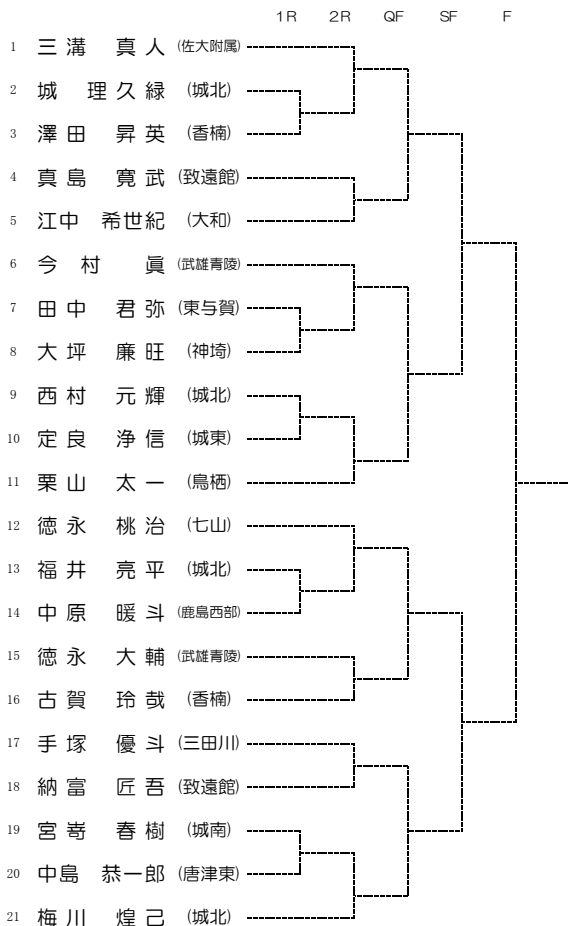 1R 2R QF SF F
1 三溝 真人 (佐大附属)
2 城 理久緑 (城北)
3 澤田 昇英 (香楠)
4 真島 寛武 (致遠館)
5 江中 希世紀 (大和)
6 今村 眞 (武雄青陵)
7 田中 君弥 (東与賀)
8 大坪 廉旺 (神埼)
9 西村 元輝 (城北)
10 定良 浄信 (城東)
11 栗山 太一 (鳥栖)
12 徳永 桃治 (七山)
13 福井 亮平 (城北)
14 中原 暖斗 (鹿島西部)
15 徳永 大輔 (武雄青陵)
16 古賀 玲哉 (香楠)
17 手塚 優斗 (三田川)
18 納富 匠吾 (致遠館)
19 宮嵜 春樹 (城南)
20 中島 恭一郎 (唐津東)
21 梅川 煌己 (城北)